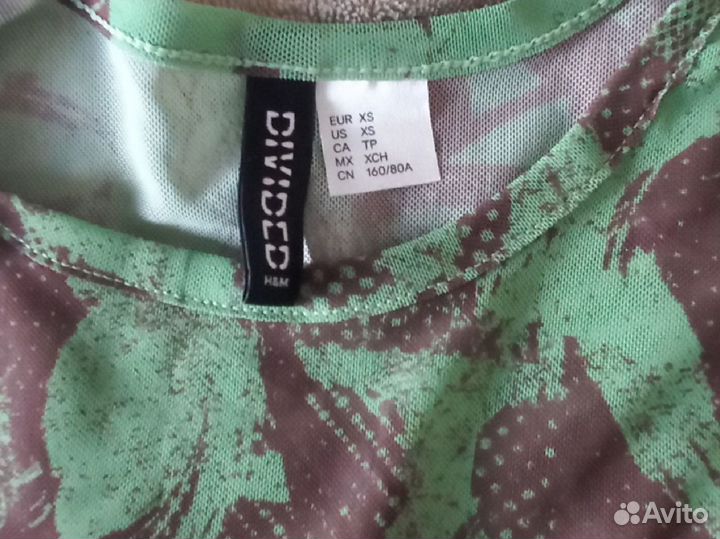 DIVIDED
H&M
EUR XS
US XS
CA TP
MX XCH
CN 160/80A
Avito